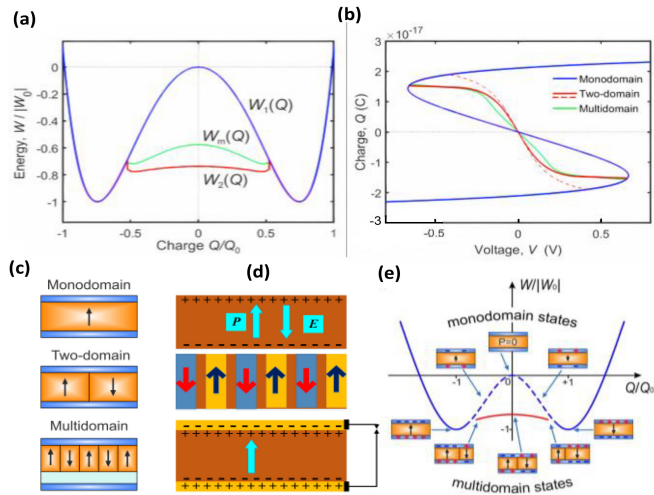 (a)
Energy, W / |W₀|
0
-0.2
-0.4
-0.6
-0.8
-1
W₁(Q)
Wₘ(Q)
W₂(Q)
-1 -0.5 0 0.5 1
Charge Q/Q₀
(b)
×10⁻¹⁷
Charge, Q (C)
3
2
1
0
-1
-2
-3
Monodomain
Two-domain
Multidomain
-0.5 0 0.5
Voltage, V (V)
(c)
Monodomain
Two-domain
Multidomain
(d)
+ + + + + + + + + + + + + + +
P E
(e)
W/|W₀|
monodomain states
P=0
-1 0 +1
Q/Q₀
-1
multidomain states